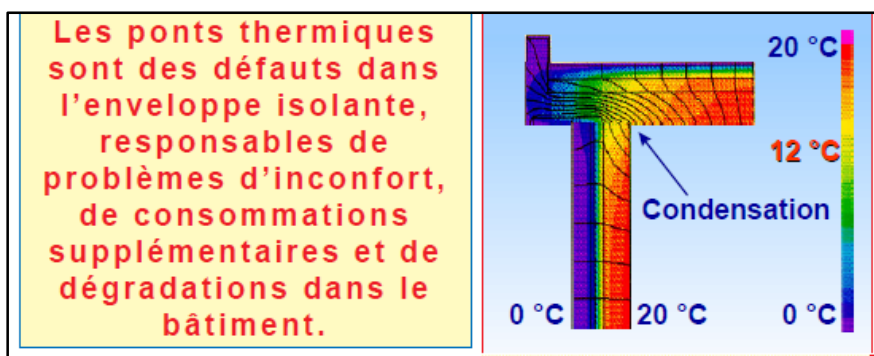 Les ponts thermiques
sont des défauts dans
l’enveloppe isolante,
responsables de
problèmes d’inconfort,
de consommations
supplémentaires et de
dégradations dans le
bâtiment.
20 °C
12 °C
Condensation
0 °C
20 °C
0 °C